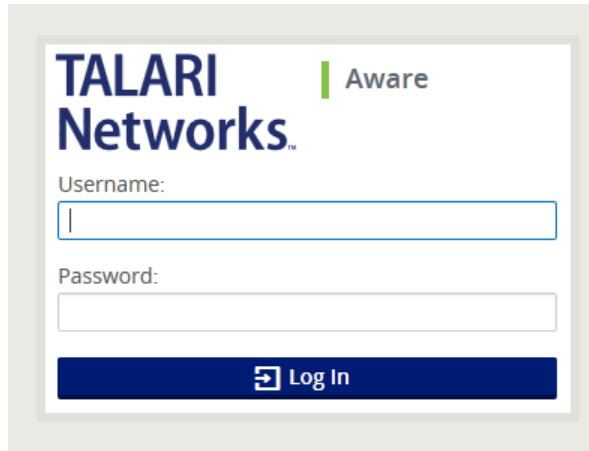 TALARI
Networks™
Aware
Username:
Password:
Log In